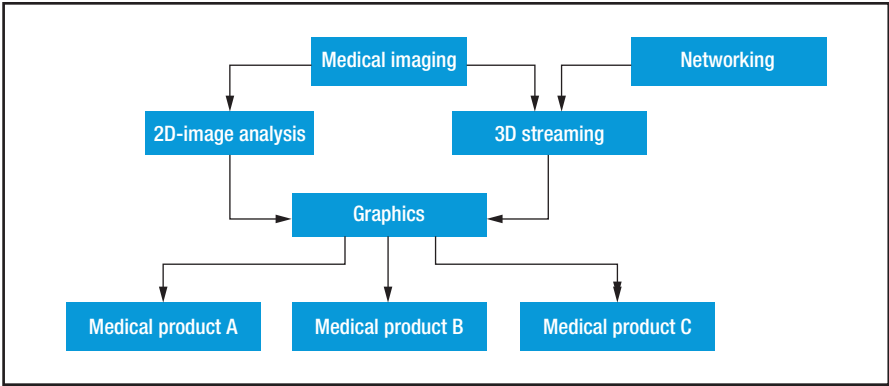 Medical imaging
Networking
2D-image analysis
3D streaming
Graphics
Medical product A
Medical product B
Medical product C